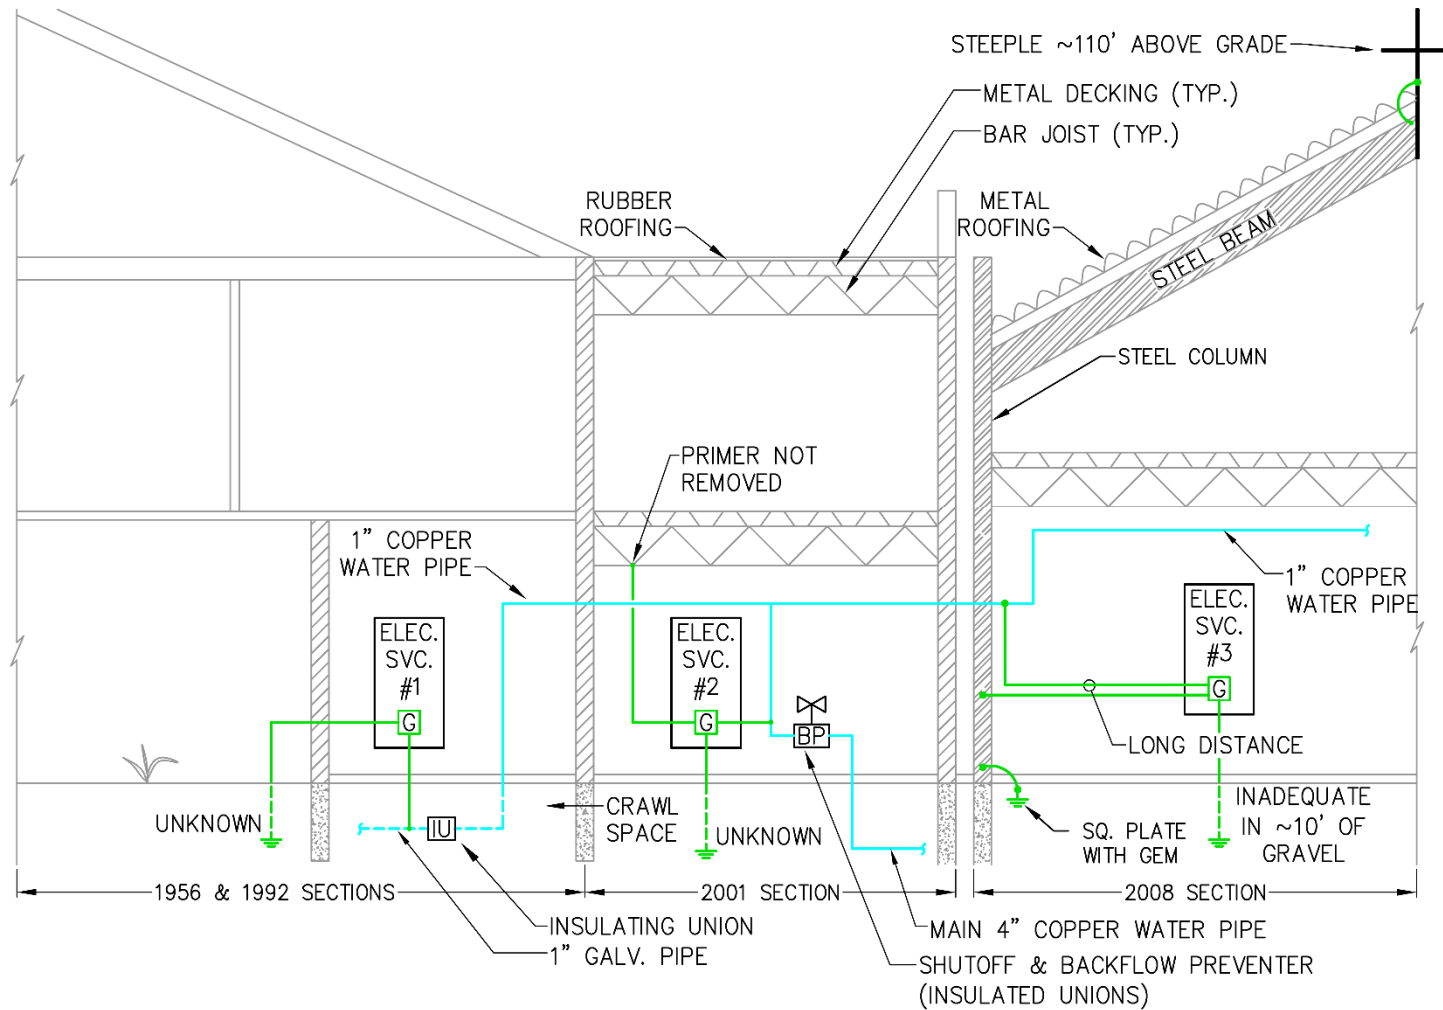 STEEPLE ~110' ABOVE GRADE
METAL DECKING (TYP.)
BAR JOIST (TYP.)
RUBBER
ROOFING
METAL
ROOFING
STEEL BEAM
STEEL COLUMN
PRIMER NOT
REMOVED
1” COPPER
WATER PIPE
1” COPPER
WATER PIPE
ELEC.
SVC.
#1
G
ELEC.
SVC.
#2
G
ELEC.
SVC.
#3
G
BP
LONG DISTANCE
UNKNOWN
IU
CRAWL
SPACE
UNKNOWN
SQ. PLATE
WITH GEM
INADEQUATE
IN ~10' OF
GRAVEL
1956 & 1992 SECTIONS
2001 SECTION
2008 SECTION
INSULATING UNION
1” GALV. PIPE
MAIN 4” COPPER WATER PIPE
SHUTOFF & BACKFLOW PREVENTER
(INSULATED UNIONS)